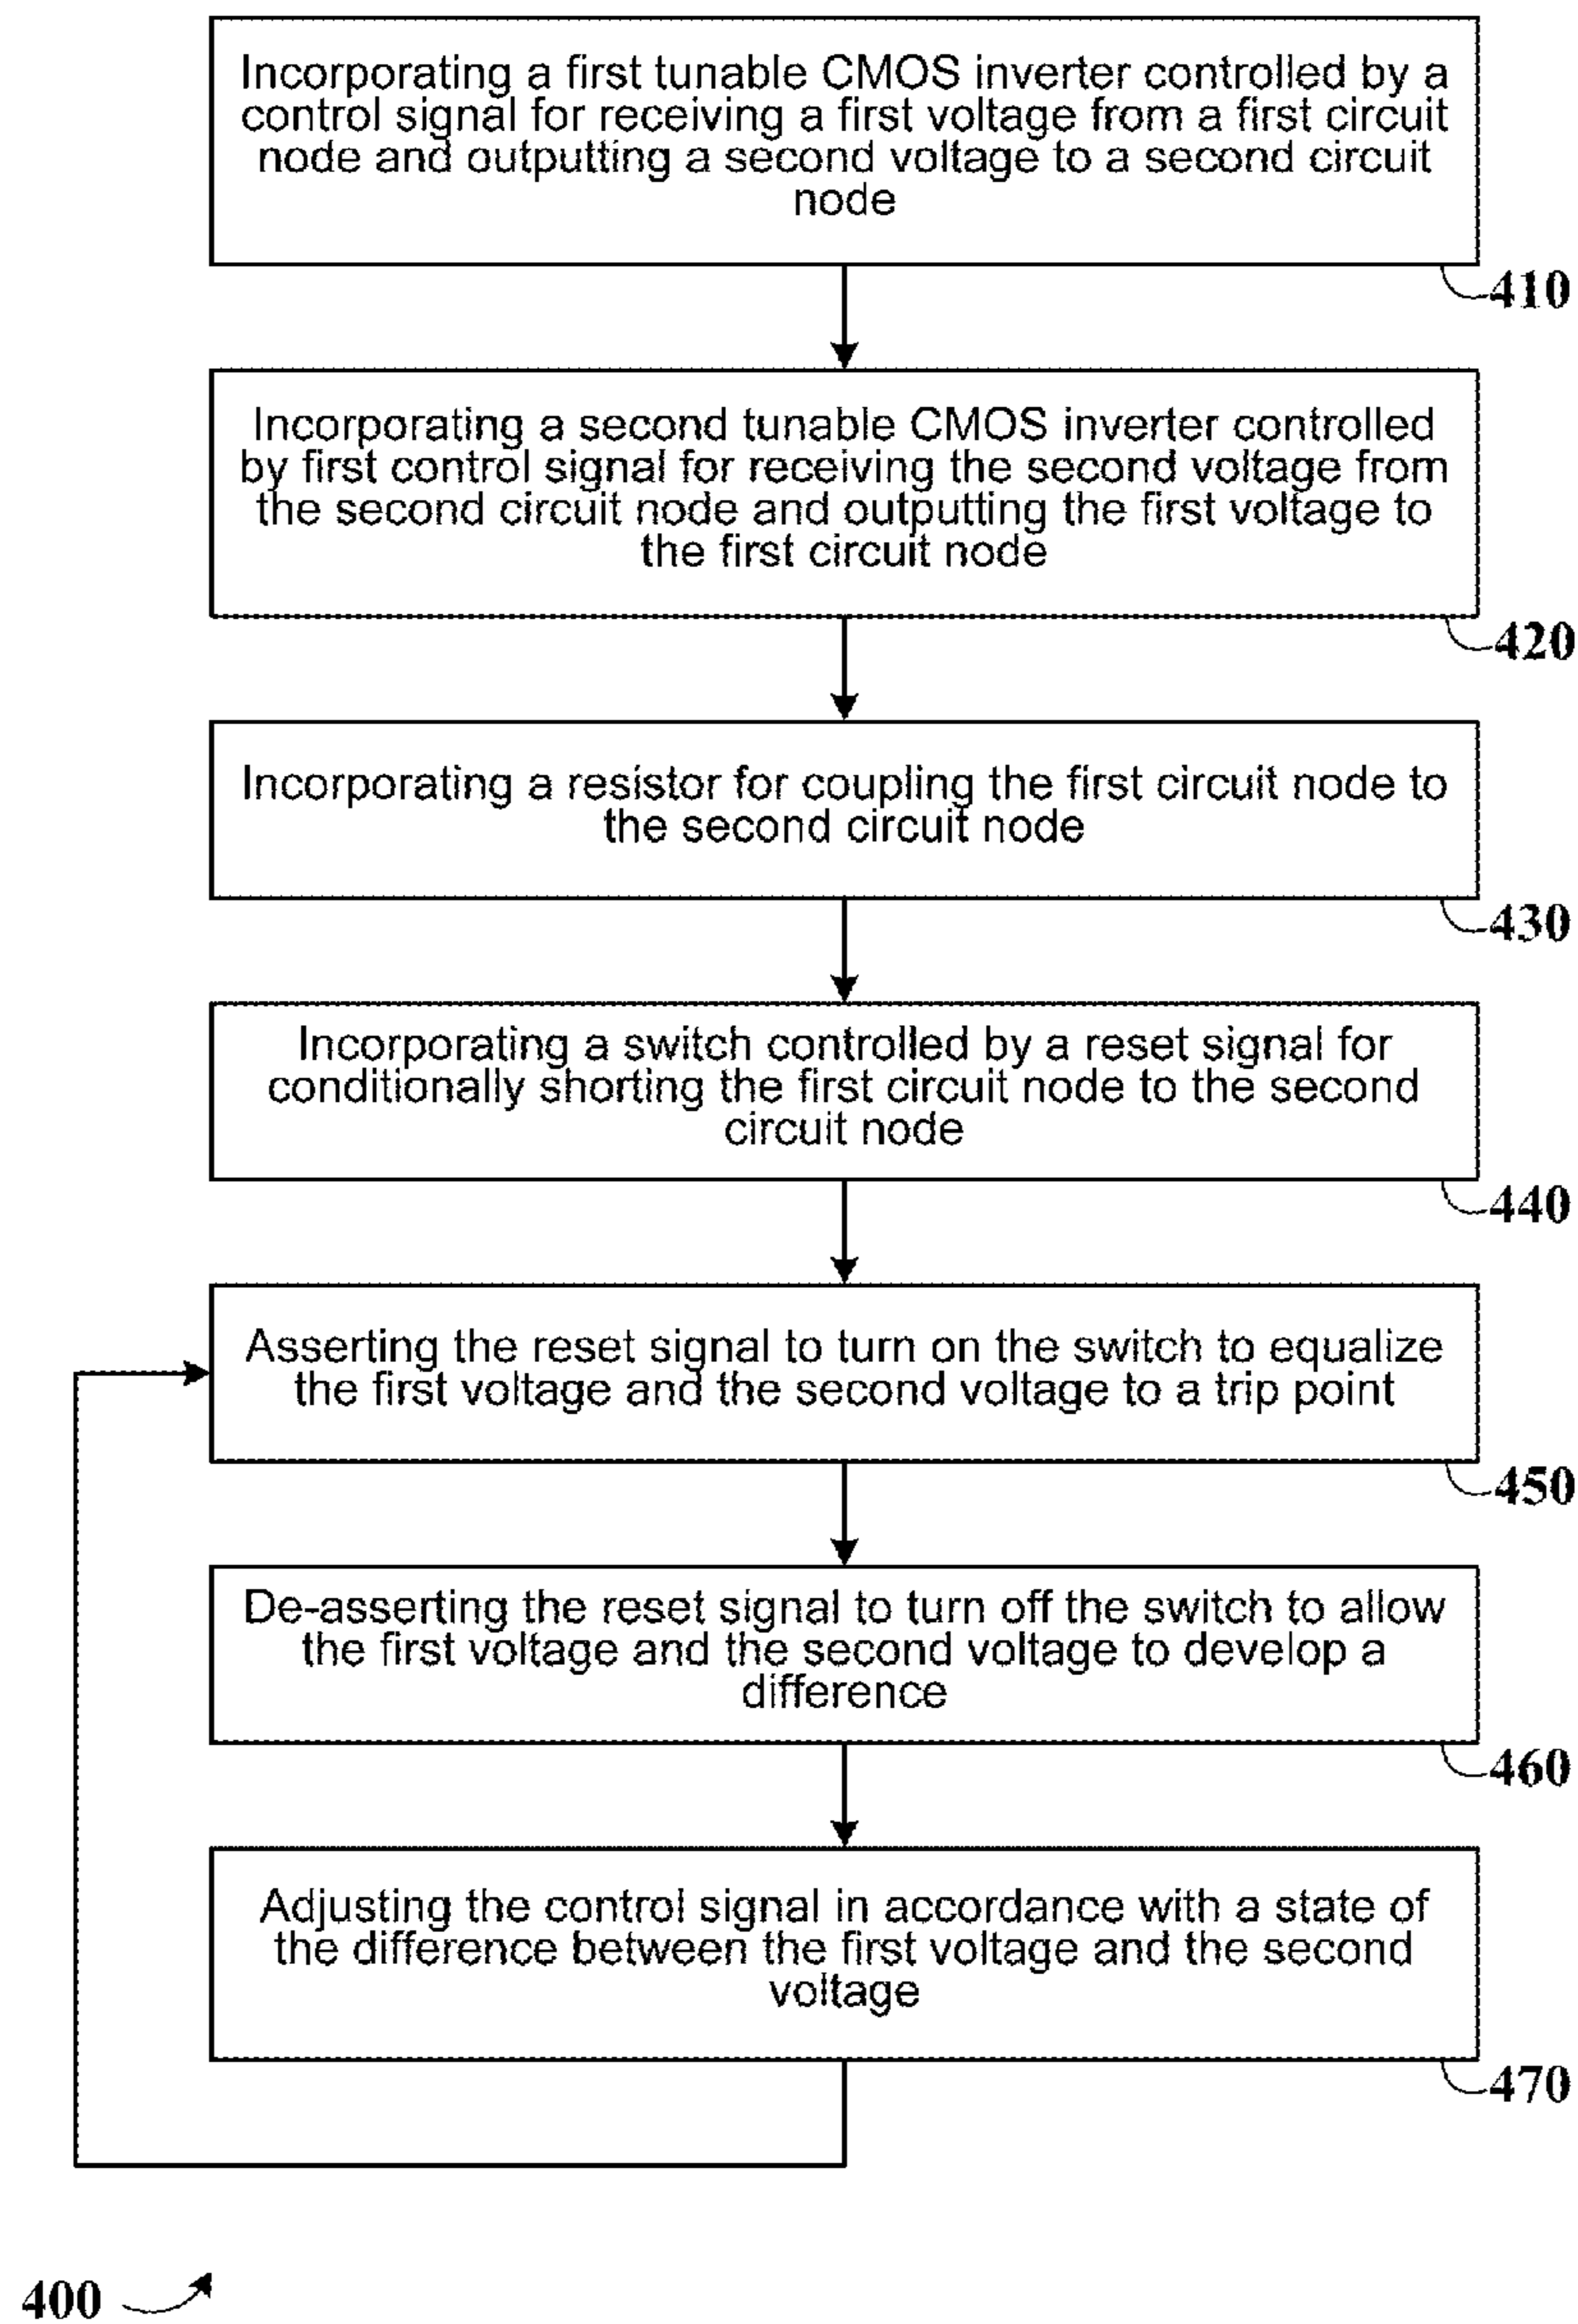 Incorporating a first tunable CMOS inverter controlled by a
control signal for receiving a first voltage from a first circuit
node and outputting a second voltage to a second circuit
node
410
Incorporating a second tunable CMOS inverter controlled
by first control signal for receiving the second voltage from
the second circuit node and outputting the first voltage to
the first circuit node
420
Incorporating a resistor for coupling the first circuit node to
the second circuit node
430
Incorporating a switch controlled by a reset signal for
conditionally shorting the first circuit node to the second
circuit node
440
Asserting the reset signal to turn on the switch to equalize
the first voltage and the second voltage to a trip point
450
De-asserting the reset signal to turn off the switch to allow
the first voltage and the second voltage to develop a
difference
460
Adjusting the control signal in accordance with a state of
the difference between the first voltage and the second
voltage
470
400